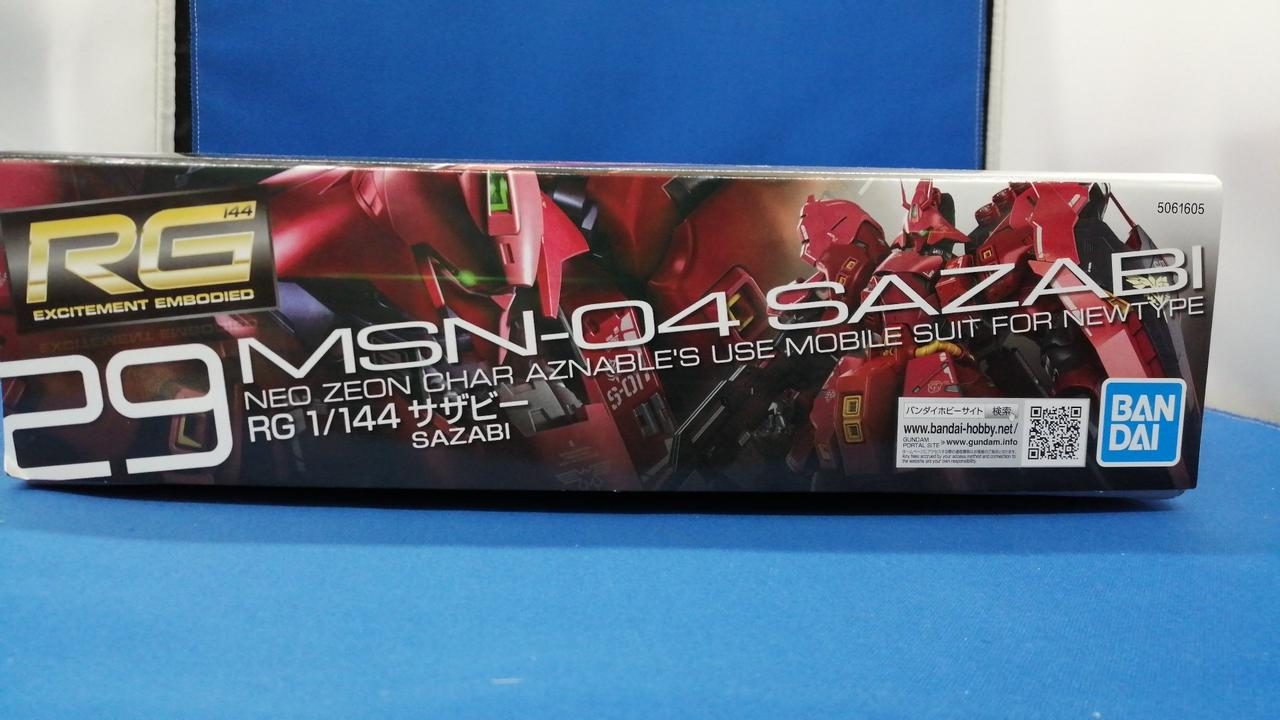 5061605
RG 144
EXCITEMENT EMBODIED
29
MSN-04 SAZABI
NEO ZEON CHAR AZNABLE'S USE MOBILE SUIT FOR NEWTYPE
RG 1/144 サザビー
SAZABI
バンダイホビーサイト 検索
www.bandai-hobby.net/
GUNDAM
PORTAL SITE >www.gundam.info
BAN
DAI